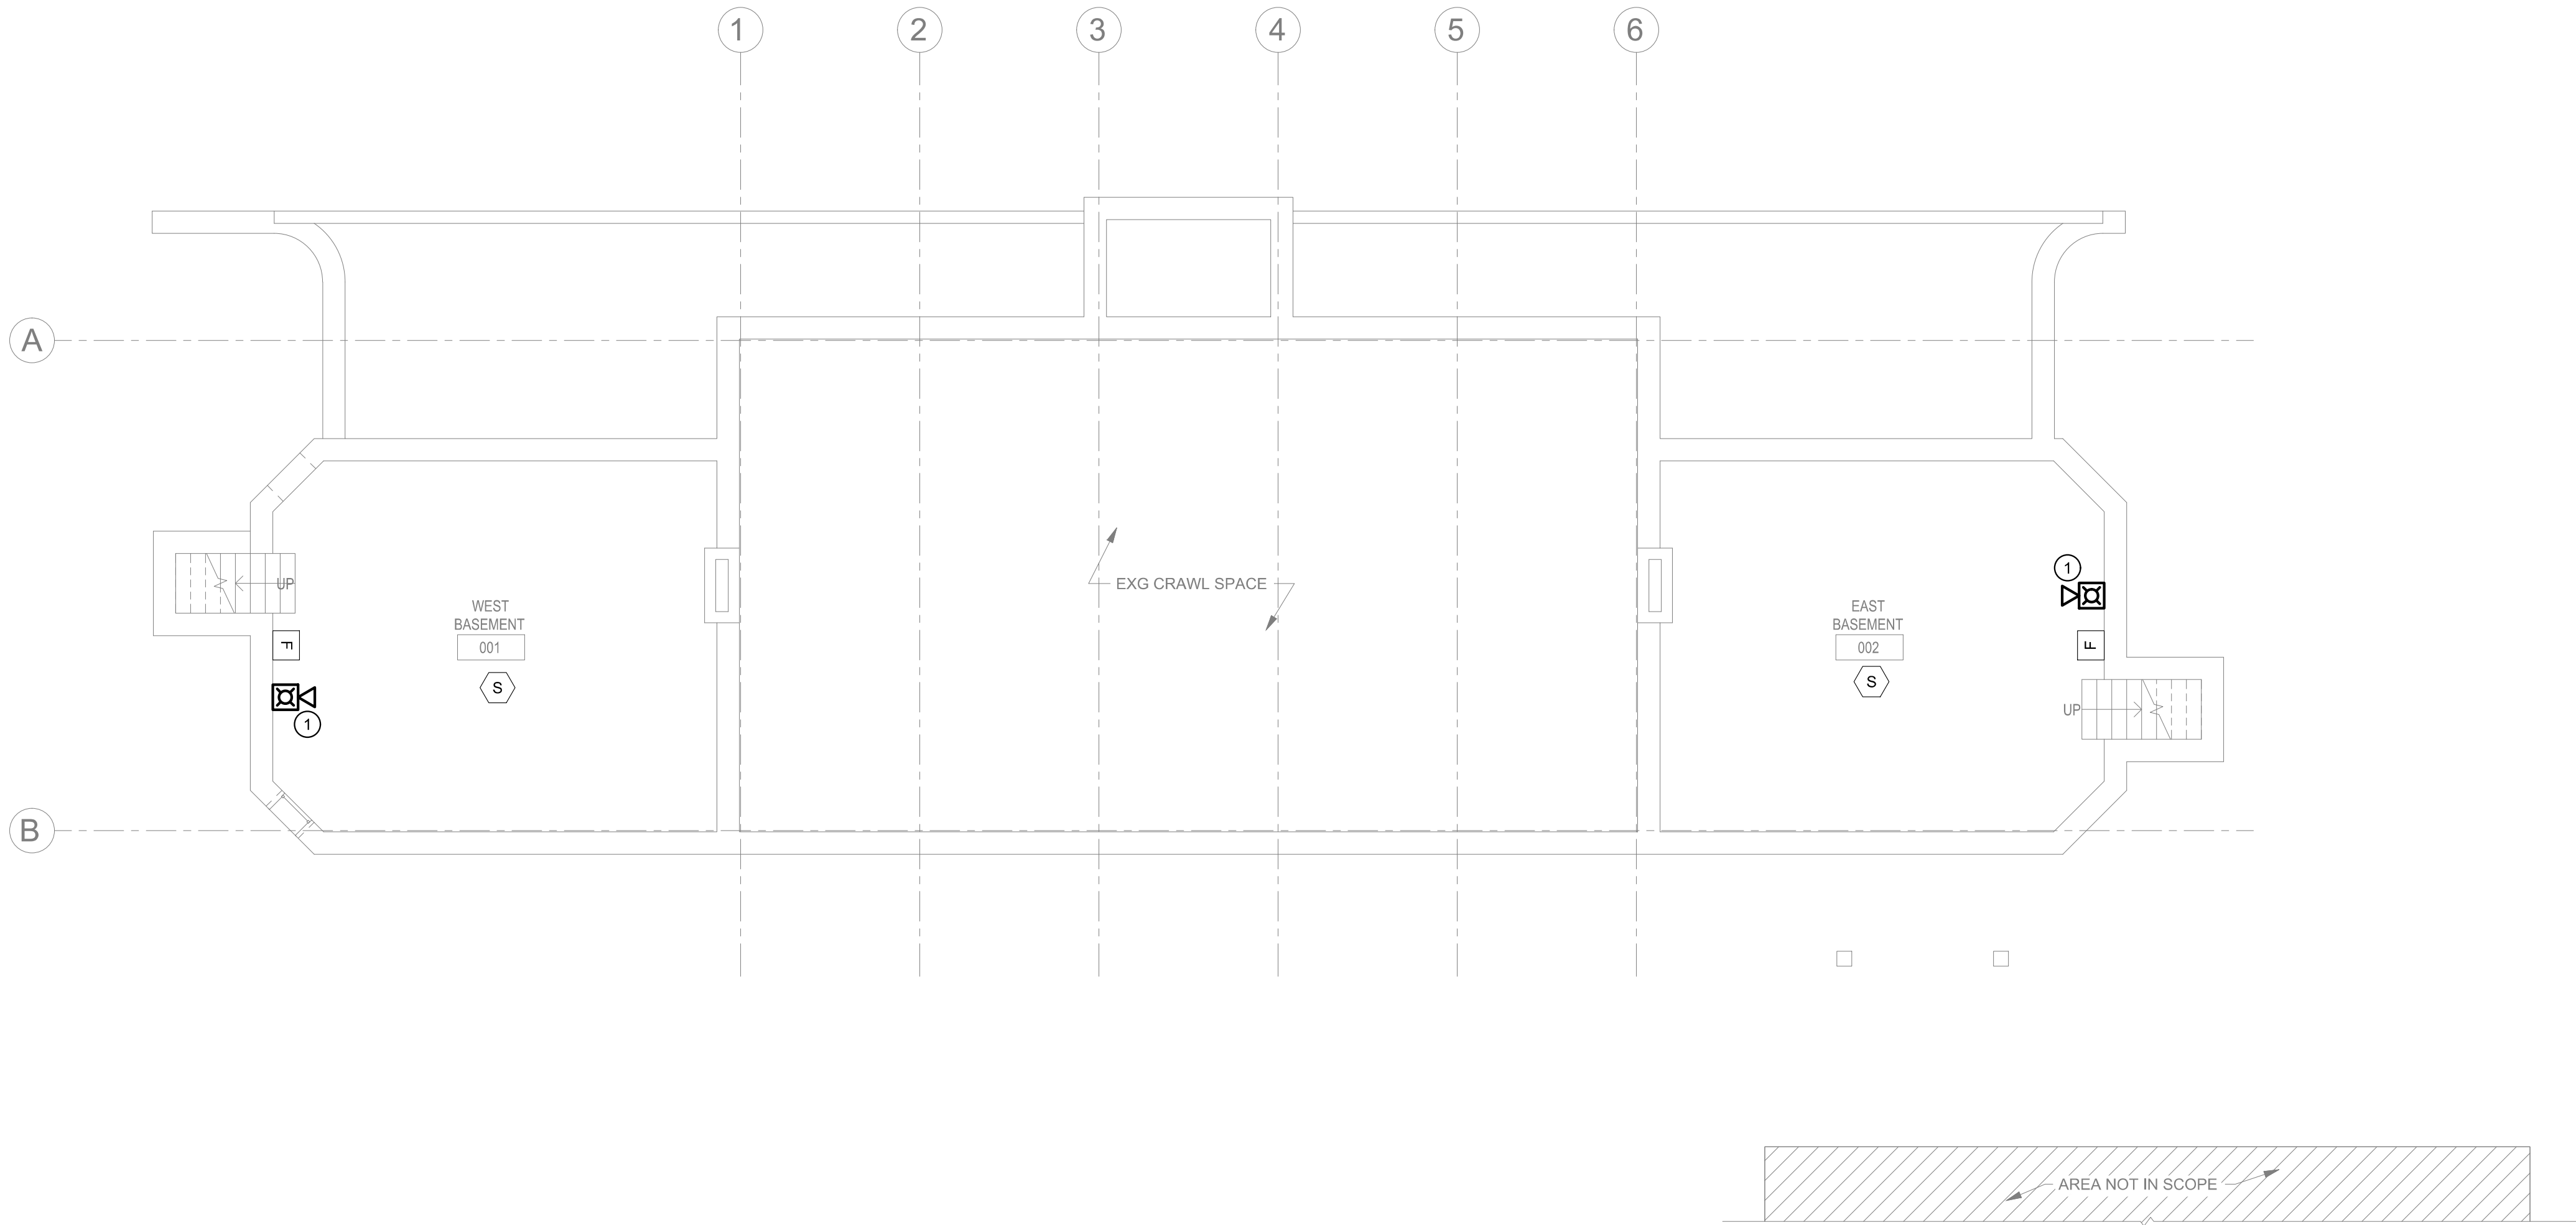 1 2 3 4 5 6
A
EXG CRAWL SPACE
UP
WEST
BASEMENT
001
S
F
1
1
EAST
BASEMENT
002
S
F
UP
B
AREA NOT IN SCOPE